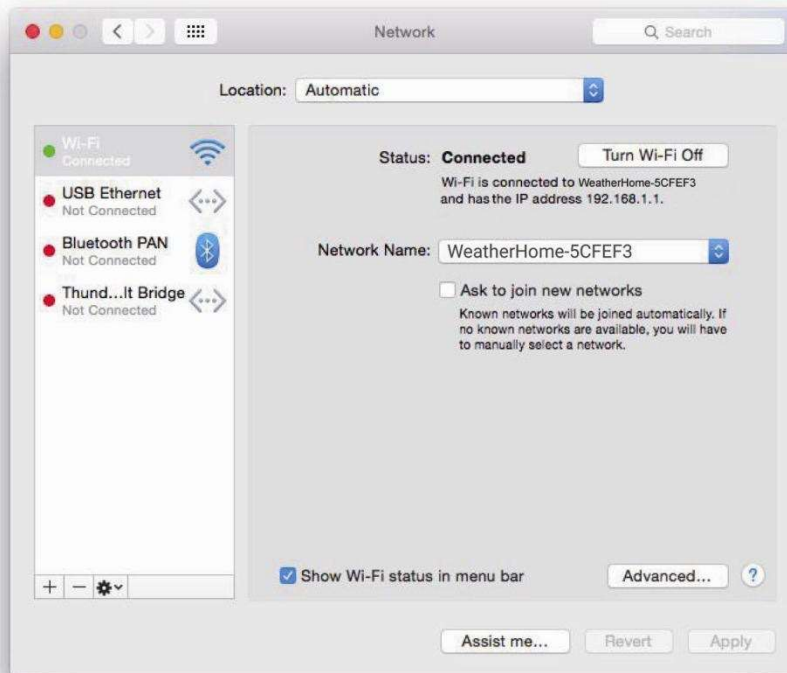 Network
Search
Location: Automatic
Wi-Fi
Connected
USB Ethernet
Not Connected
Bluetooth PAN
Not Connected
Thund...lt Bridge
Not Connected
Status: Connected
Turn Wi-Fi Off
Wi-Fi is connected to WeatherHome-5CFEF3
and has the IP address 192.168.1.1.
Network Name: WeatherHome-5CFEF3
Ask to join new networks
Known networks will be joined automatically. If
no known networks are available, you will have
to manually select a network.
Show Wi-Fi status in menu bar
Advanced...
?
Assist me...
Revert
Apply